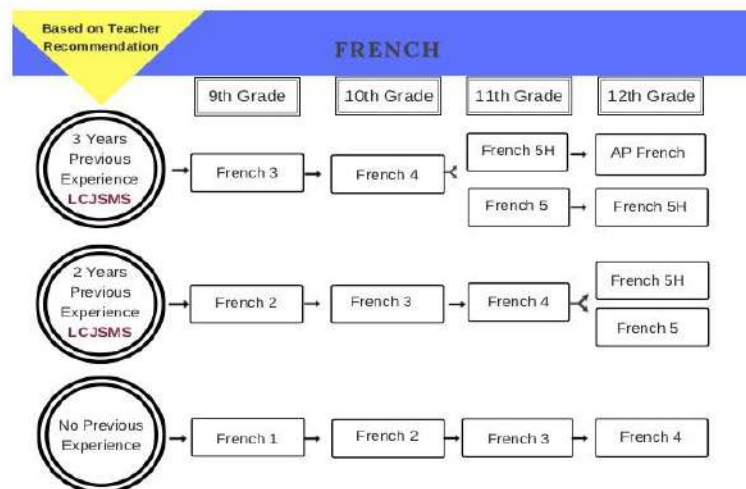 Based on Teacher
Recommendation
FRENCH
9th Grade
10th Grade
11th Grade
12th Grade
3 Years
Previous
Experience
LCJSMS
French 3
French 4
French 5H
AP French
French 5
French 5H
2 Years
Previous
Experience
LCJSMS
French 2
French 3
French 4
French 5H
French 5
No Previous
Experience
French 1
French 2
French 3
French 4